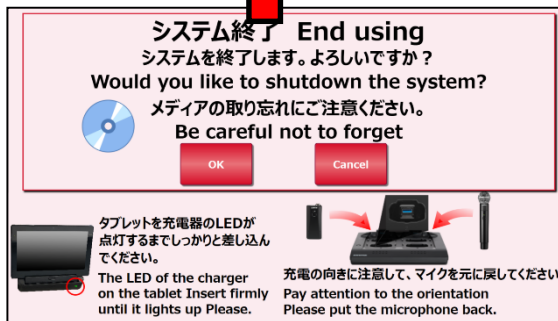 システム終了 End using
システムを終了します。よろしいですか？
Would you like to shutdown the system?
メディアの取り忘れにご注意ください。
Be careful not to forget
OK
Cancel
タブレットを充電器のLEDが
点灯するまでしっかりと差し込ん
でください。
The LED of the charger
on the tablet Insert firmly
until it lights up Please.
充電の向きに注意して、マイクを元に戻してください
Pay attention to the orientation
Please put the microphone back.